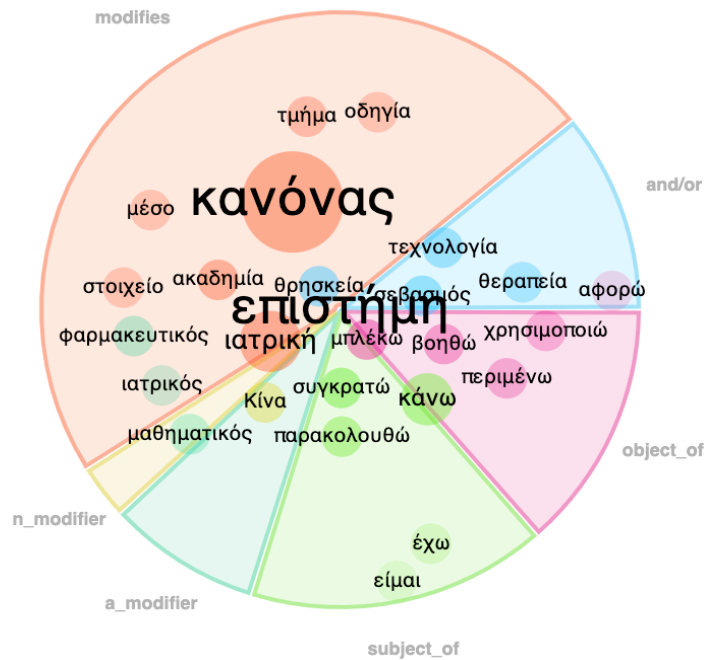 modifies
τμήμα οδηγία
and/or
κανόνας
μέσο
τεχνολογία
στοιχείο ακαδημία θρησκεία σεβασμός θεραπεία αφορώ
επιστήμη
φαρμακευτικός ιατρική μπλέκω βοηθώ χρησιμοποιώ
ιατρικός Κίνα συγκρατώ κάνω περιμένω
μαθηματικός παρακολουθώ
object_of
n_modifier
έχω
είμαι
a_modifier
subject_of